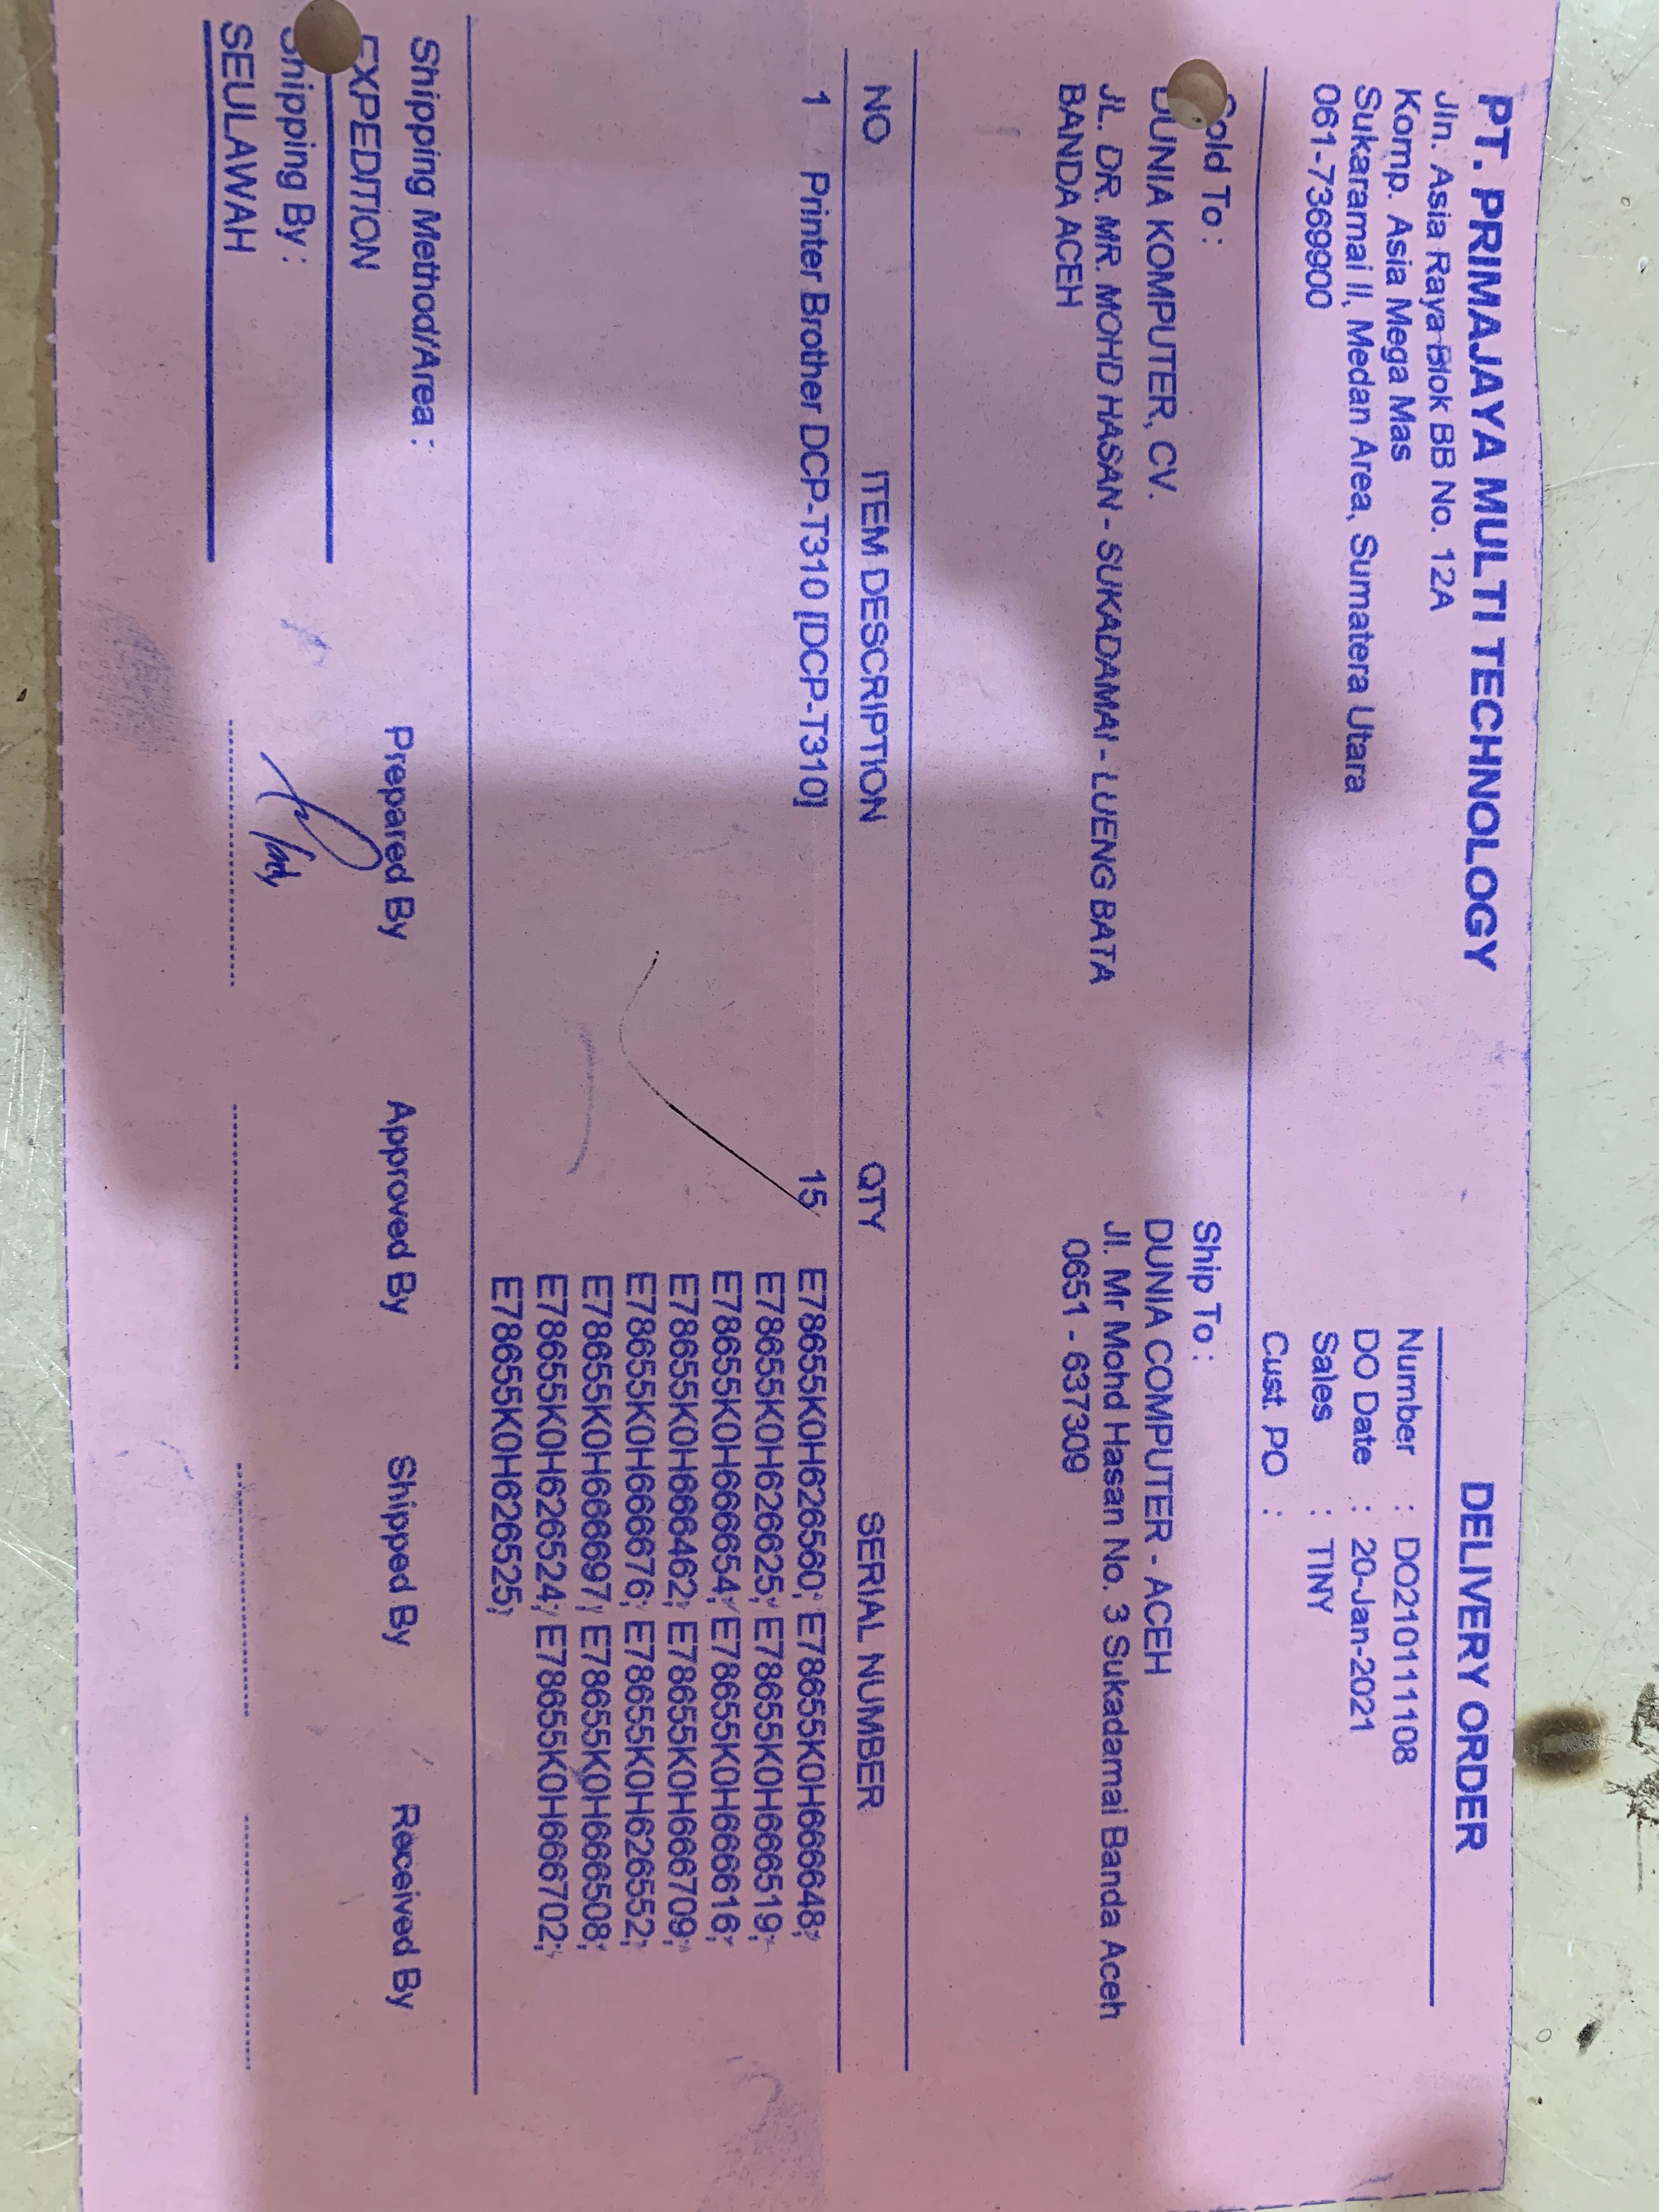 PT. PRIMAJAYA MULTI TECHNOLOGY
Jln. Asia Raya Blok BB No. 12A
Komp. Asia Mega Mas
Sukaramai II, Medan Area, Sumatera Utara
061-7369900
DELIVERY ORDER
Number : DO210111108
DO Date : 20-Jan-2021
Sales : TINY
Cust. PO :
Sold To :
DUNIA KOMPUTER, CV.
JL. DR. MR. MOHD HASAN - SUKADAMAI - LUENG BATA
BANDA ACEH
Ship To :
DUNIA COMPUTER - ACEH
Jl. Mr Mohd Hasan No. 3 Sukadamai Banda Aceh
0651 - 637309
NO ITEM DESCRIPTION QTY SERIAL NUMBER
1 Printer Brother DCP-T310 [DCP-T310] 15 E78655K0H626560; E78655K0H666648;
E78655K0H626625; E78655K0H666519;
E78655K0H666654; E78655K0H666616;
E78655K0H666462; E78655K0H666709;
E78655K0H666676; E78655K0H626552;
E78655K0H666697; E78655K0H666508;
E78655K0H626524; E78655K0H666702;
E78655K0H626525;
Shipping Method/Area :
EXPEDITION
Shipping By :
SEULAWAH
Prepared By Approved By Shipped By Received By